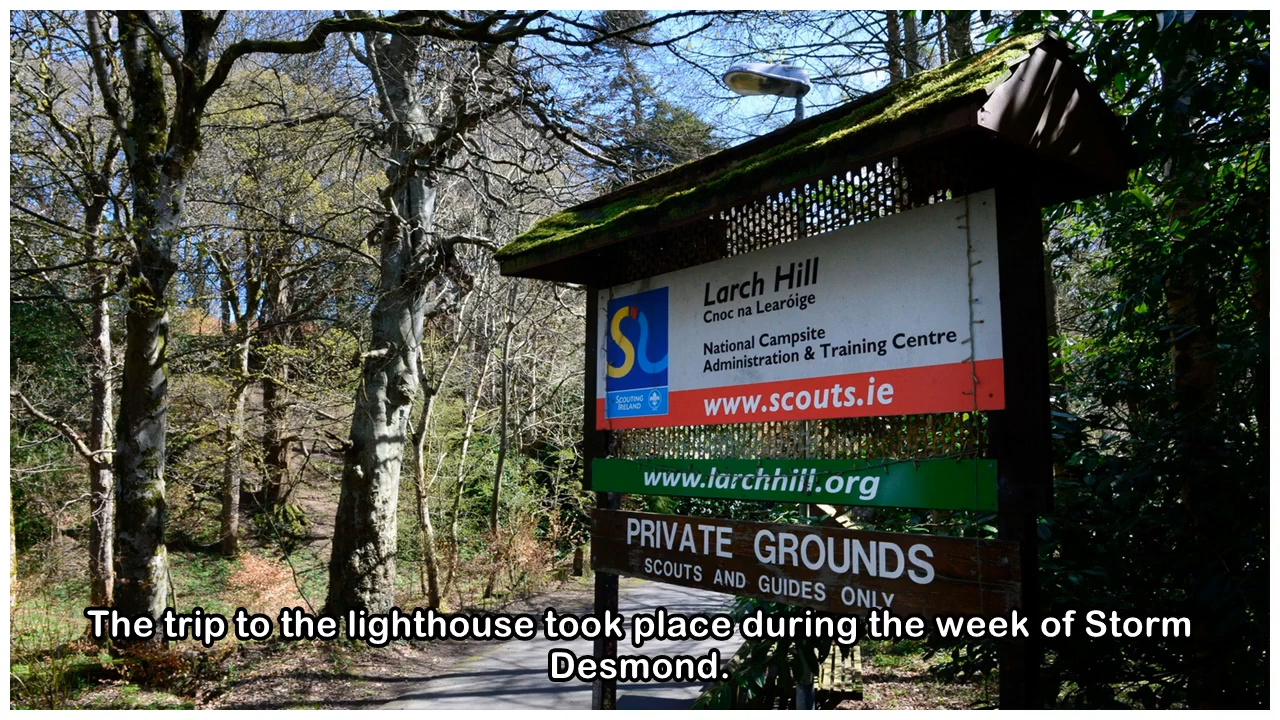 Larch Hill
Cnoc na Learóige
National Campsite
Administration & Training Centre
SCOUTING
IRELAND
www.scouts.ie
www.larchhill.org
PRIVATE GROUNDS
SCOUTS AND GUIDES ONLY
The trip to the lighthouse took place during the week of Storm
Desmond.